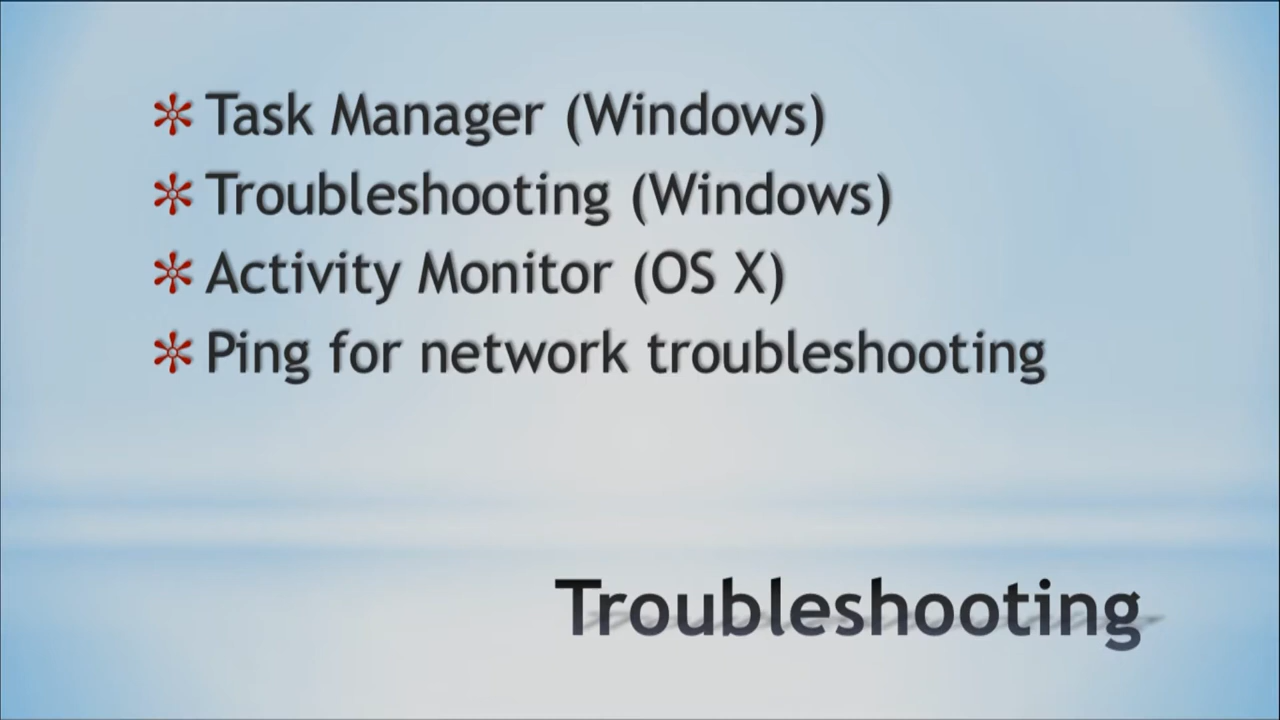 Task Manager (Windows)
Troubleshooting (Windows)
Activity Monitor (OS X)
Ping for network troubleshooting
Troubleshooting